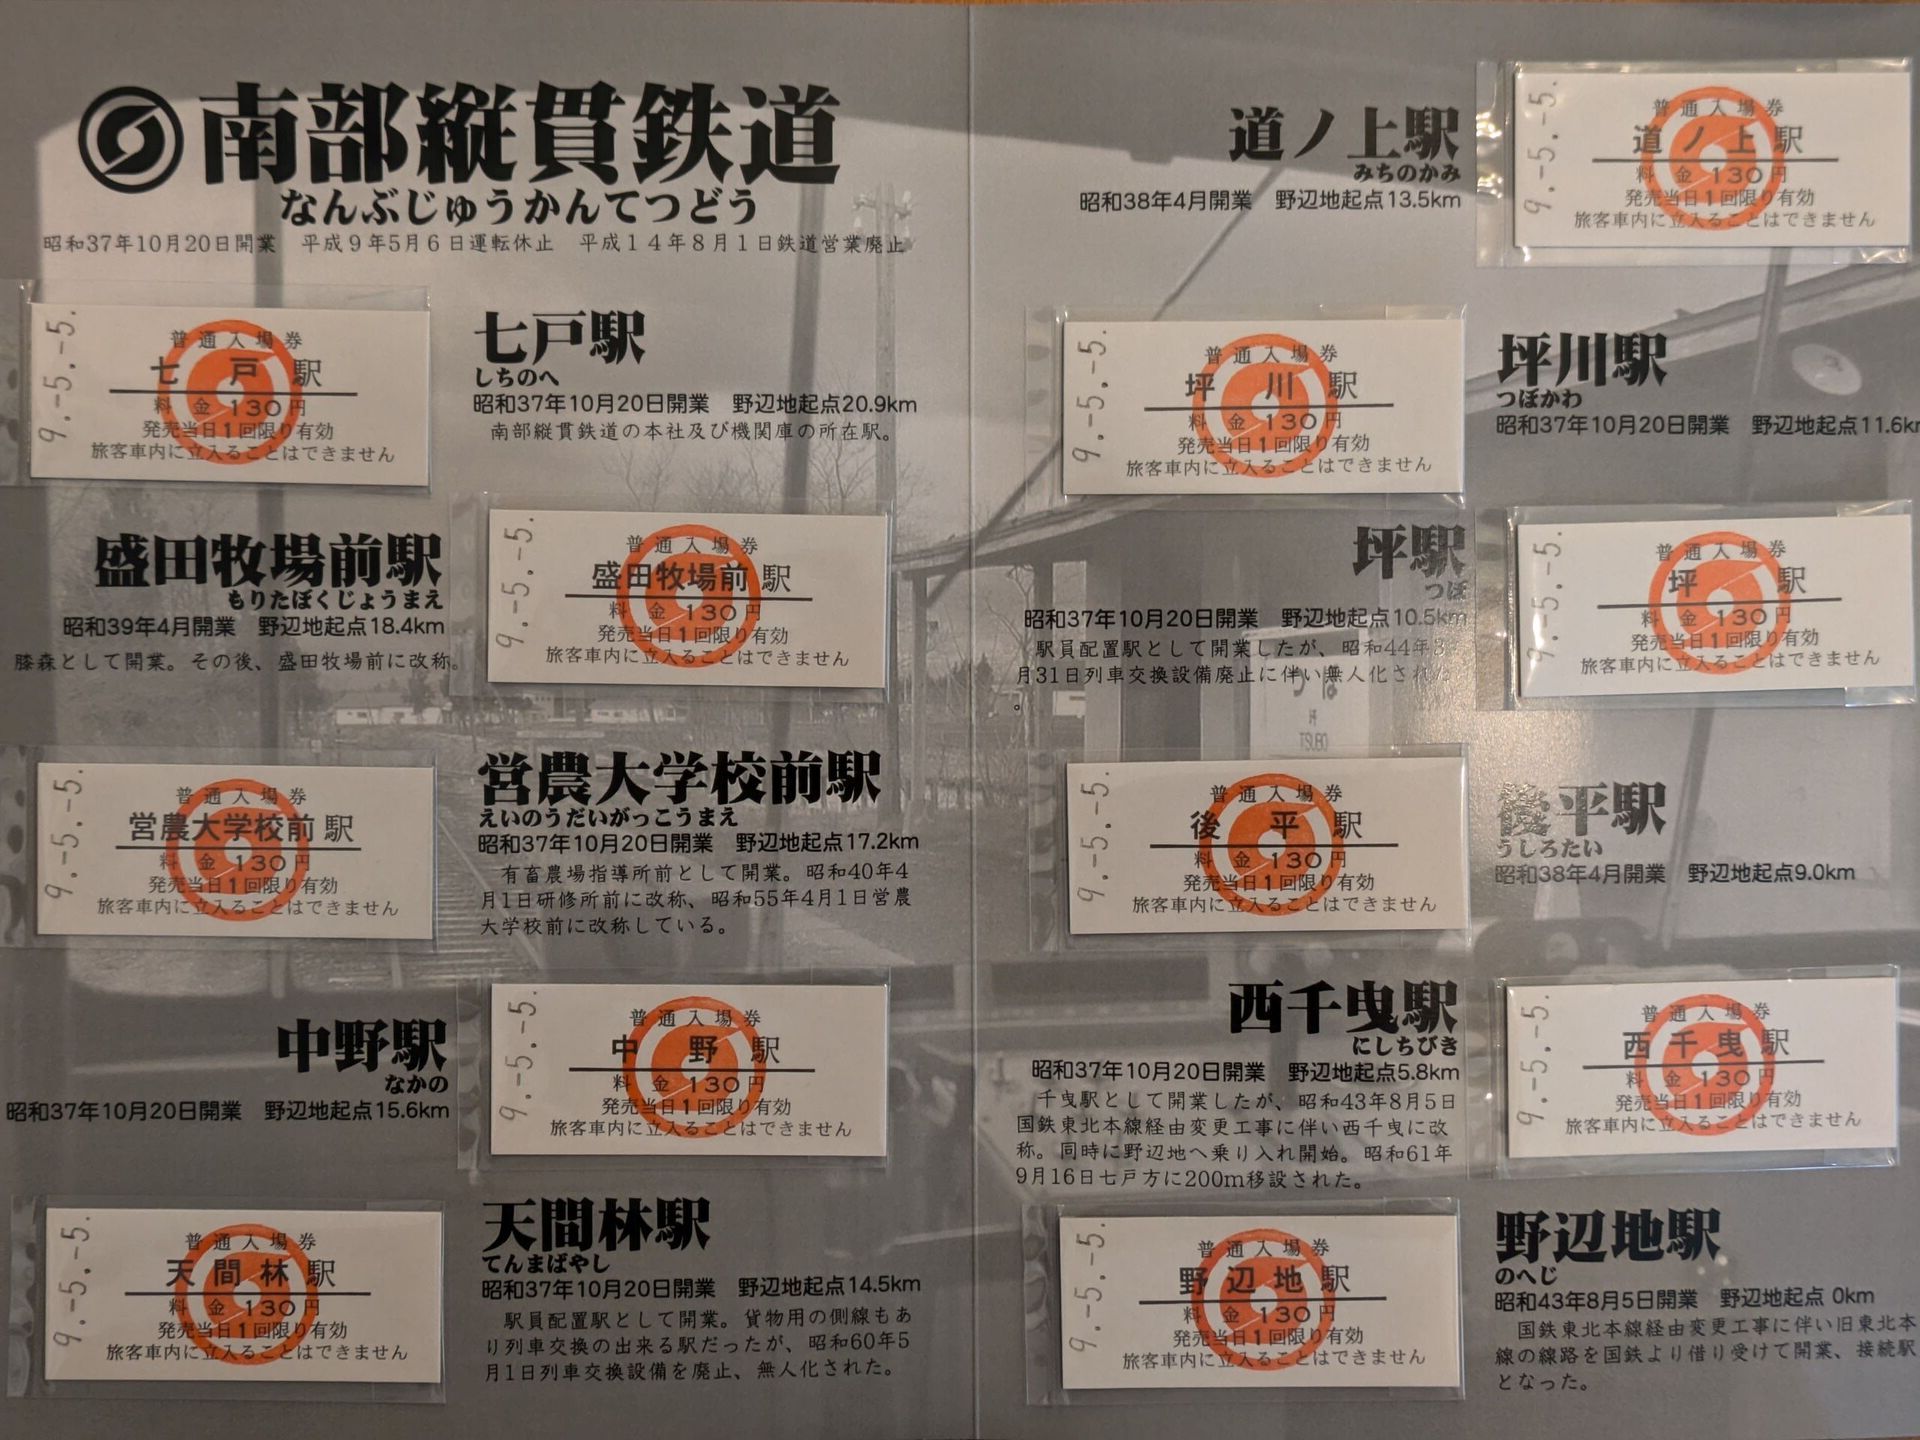 南部縦貫鉄道
なんぶじゅうかんてつどう
昭和37年10月20日開業　平成9年5月6日運転休止　平成14年8月1日鉄道営業廃止
9.-5.-5.
普通入場券
七戸駅
料金130円
発売当日1回限り有効
旅客車内に立入ることはできません
七戸駅
しちのへ
昭和37年10月20日開業　野辺地起点20.9km
南部縦貫鉄道の本社及び機関庫の所在駅。
盛田牧場前駅
もりたぼくじょうまえ
昭和39年4月開業　野辺地起点18.4km
膝森として開業。その後、盛田牧場前に改称。
9.-5.-5.
普通入場券
盛田牧場前駅
料金130円
発売当日1回限り有効
旅客車内に立入ることはできません
9.-5.-5.
普通入場券
営農大学校前駅
料金130円
発売当日1回限り有効
旅客車内に立入ることはできません
営農大学校前駅
えいのうだいがっこうまえ
昭和37年10月20日開業　野辺地起点17.2km
有畜農場指導所前として開業。昭和40年4
月1日研修所前に改称、昭和55年4月1日営農
大学校前に改称している。
中野駅
なかの
昭和37年10月20日開業　野辺地起点15.6km
9.-5.-5.
普通入場券
中野駅
料金130円
発売当日1回限り有効
旅客車内に立入ることはできません
9.-5.-5.
普通入場券
天間林駅
料金130円
発売当日1回限り有効
旅客車内に立入ることはできません
天間林駅
てんまばやし
昭和37年10月20日開業　野辺地起点14.5km
駅員配置駅として開業。貨物用の側線もあ
り列車交換の出来る駅だったが、昭和60年5
月1日列車交換設備を廃止、無人化された。
道ノ上駅
みちのかみ
昭和38年4月開業　野辺地起点13.5km
9.-5.-5.
普通入場券
道ノ上駅
料金130円
発売当日1回限り有効
旅客車内に立入ることはできません
9.-5.-5.
普通入場券
坪川駅
料金130円
発売当日1回限り有効
旅客車内に立入ることはできません
坪川駅
つぼかわ
昭和37年10月20日開業　野辺地起点11.6km
坪駅
つぼ
昭和37年10月20日開業　野辺地起点10.5km
駅員配置駅として開業したが、昭和44年3
月31日列車交換設備廃止に伴い無人化された
。
つぼ
TSUBO
9.-5.-5.
普通入場券
坪駅
料金130円
発売当日1回限り有効
旅客車内に立入ることはできません
9.-5.-5.
普通入場券
後平駅
料金130円
発売当日1回限り有効
旅客車内に立入ることはできません
後平駅
うしろたい
昭和38年4月開業　野辺地起点9.0km
西千曳駅
にしちびき
昭和37年10月20日開業　野辺地起点5.8km
千曳駅として開業したが、昭和43年8月5日
国鉄東北本線経由変更工事に伴い西千曳に改
称。同時に野辺地へ乗り入れ開始。昭和61年
9月16日七戸方に200m移設された。
9.-5.-5.
普通入場券
西千曳駅
料金130円
発売当日1回限り有効
旅客車内に立入ることはできません
9.-5.-5.
普通入場券
野辺地駅
料金130円
発売当日1回限り有効
旅客車内に立入ることはできません
野辺地駅
のへじ
昭和43年8月5日開業　野辺地起点 0km
国鉄東北本線経由変更工事に伴い旧東北本
線の線路を国鉄より借り受けて開業、接続駅
となった。